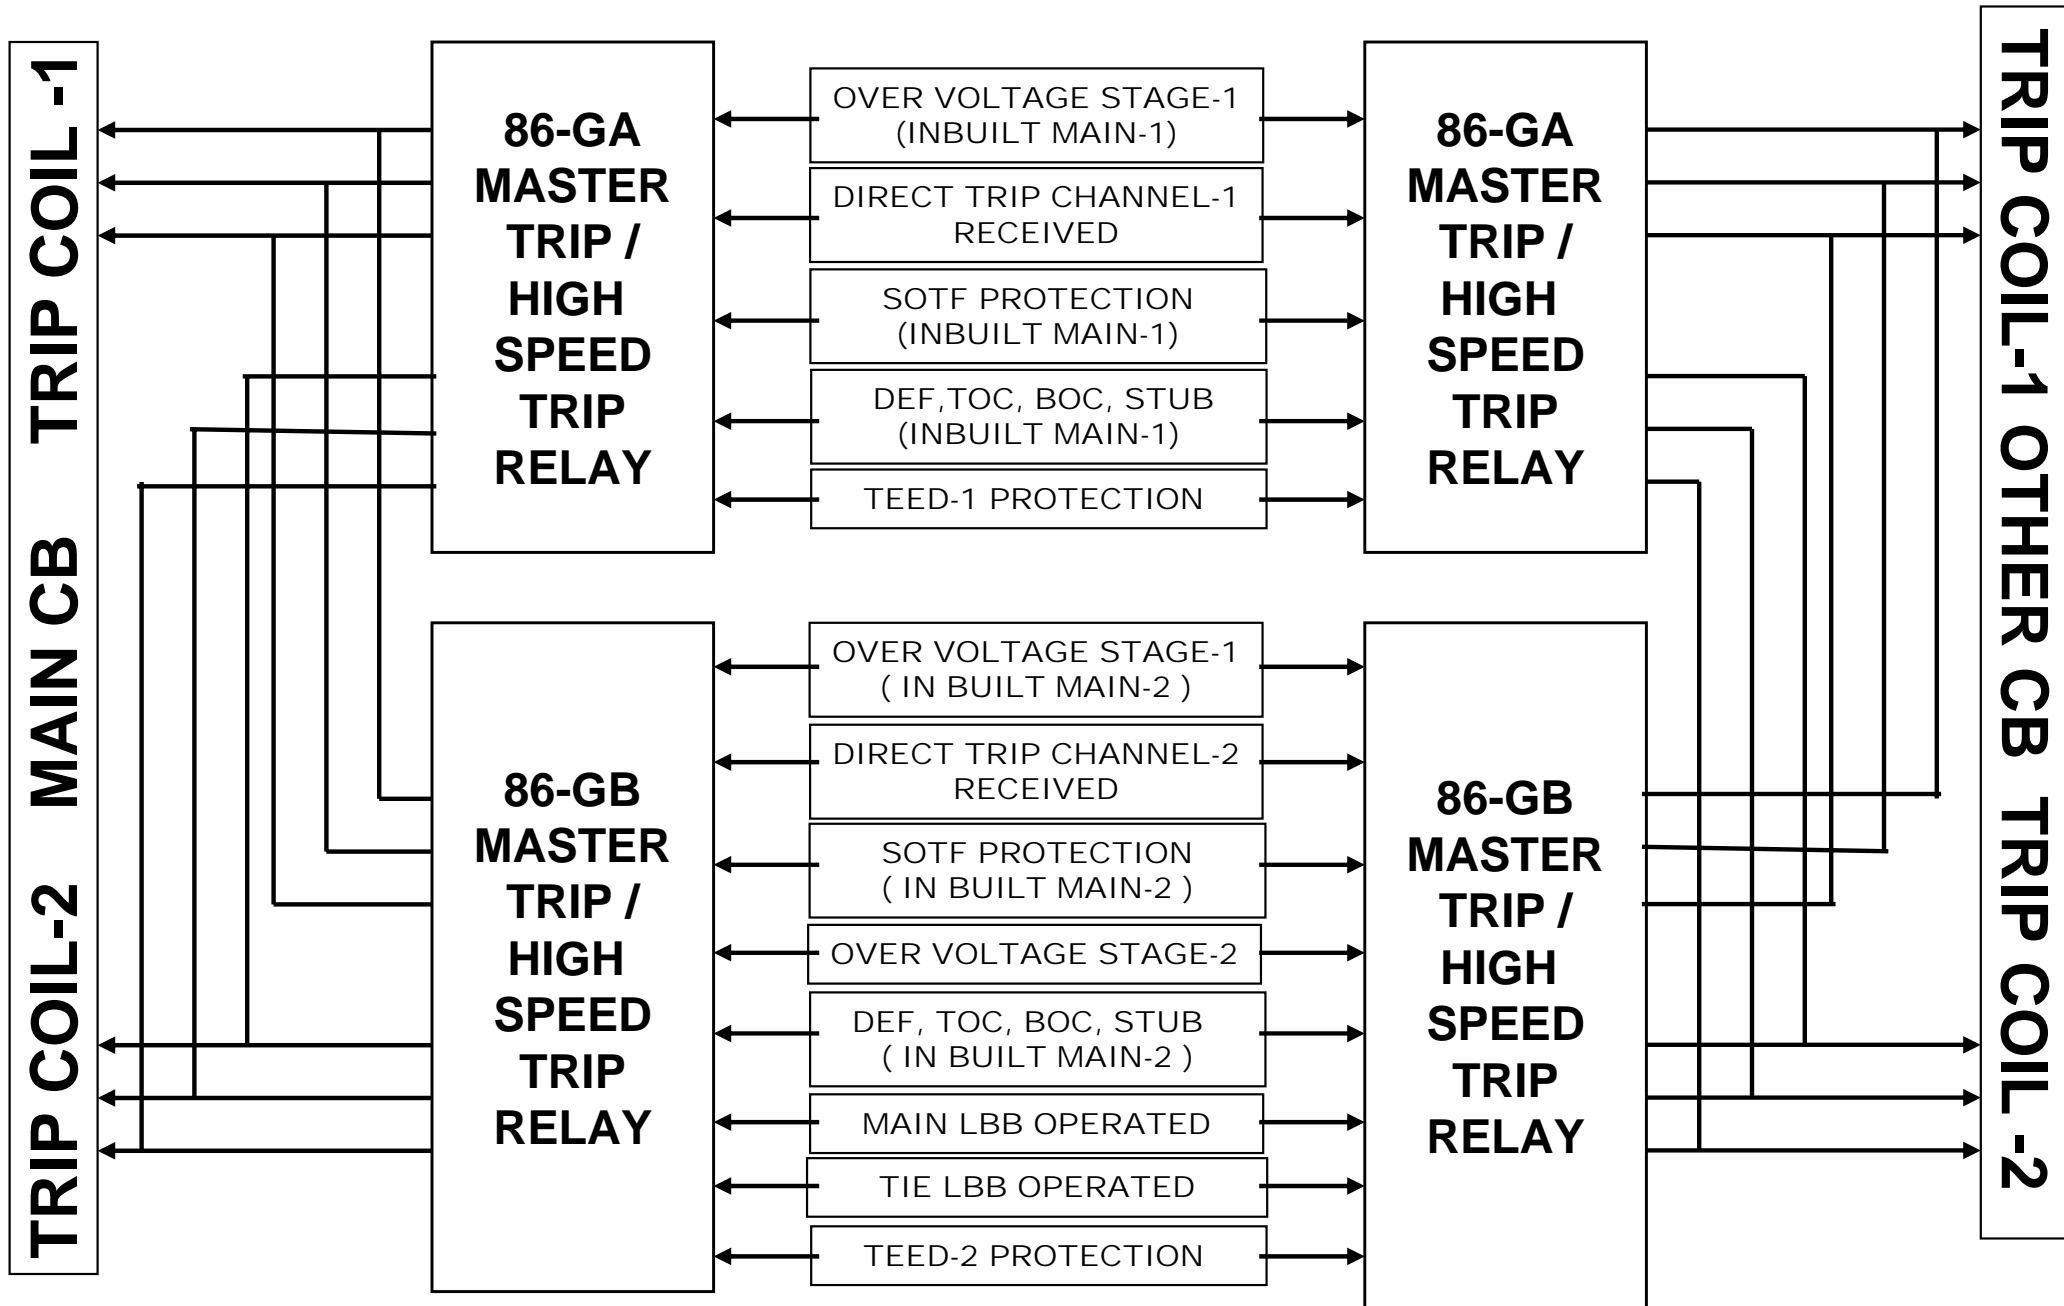 TRIP COIL-2 MAIN CB TRIP COIL -1
86-GA
MASTER
TRIP /
HIGH
SPEED
TRIP
RELAY
OVER VOLTAGE STAGE-1
(INBUILT MAIN-1)
DIRECT TRIP CHANNEL-1
RECEIVED
SOTF PROTECTION
(INBUILT MAIN-1)
DEF,TOC, BOC, STUB
(INBUILT MAIN-1)
TEED-1 PROTECTION
86-GA
MASTER
TRIP /
HIGH
SPEED
TRIP
RELAY
86-GB
MASTER
TRIP /
HIGH
SPEED
TRIP
RELAY
OVER VOLTAGE STAGE-1
( IN BUILT MAIN-2 )
DIRECT TRIP CHANNEL-2
RECEIVED
SOTF PROTECTION
( IN BUILT MAIN-2 )
OVER VOLTAGE STAGE-2
DEF, TOC, BOC, STUB
( IN BUILT MAIN-2 )
MAIN LBB OPERATED
TIE LBB OPERATED
TEED-2 PROTECTION
86-GB
MASTER
TRIP /
HIGH
SPEED
TRIP
RELAY
TRIP COIL-1 OTHER CB TRIP COIL -2